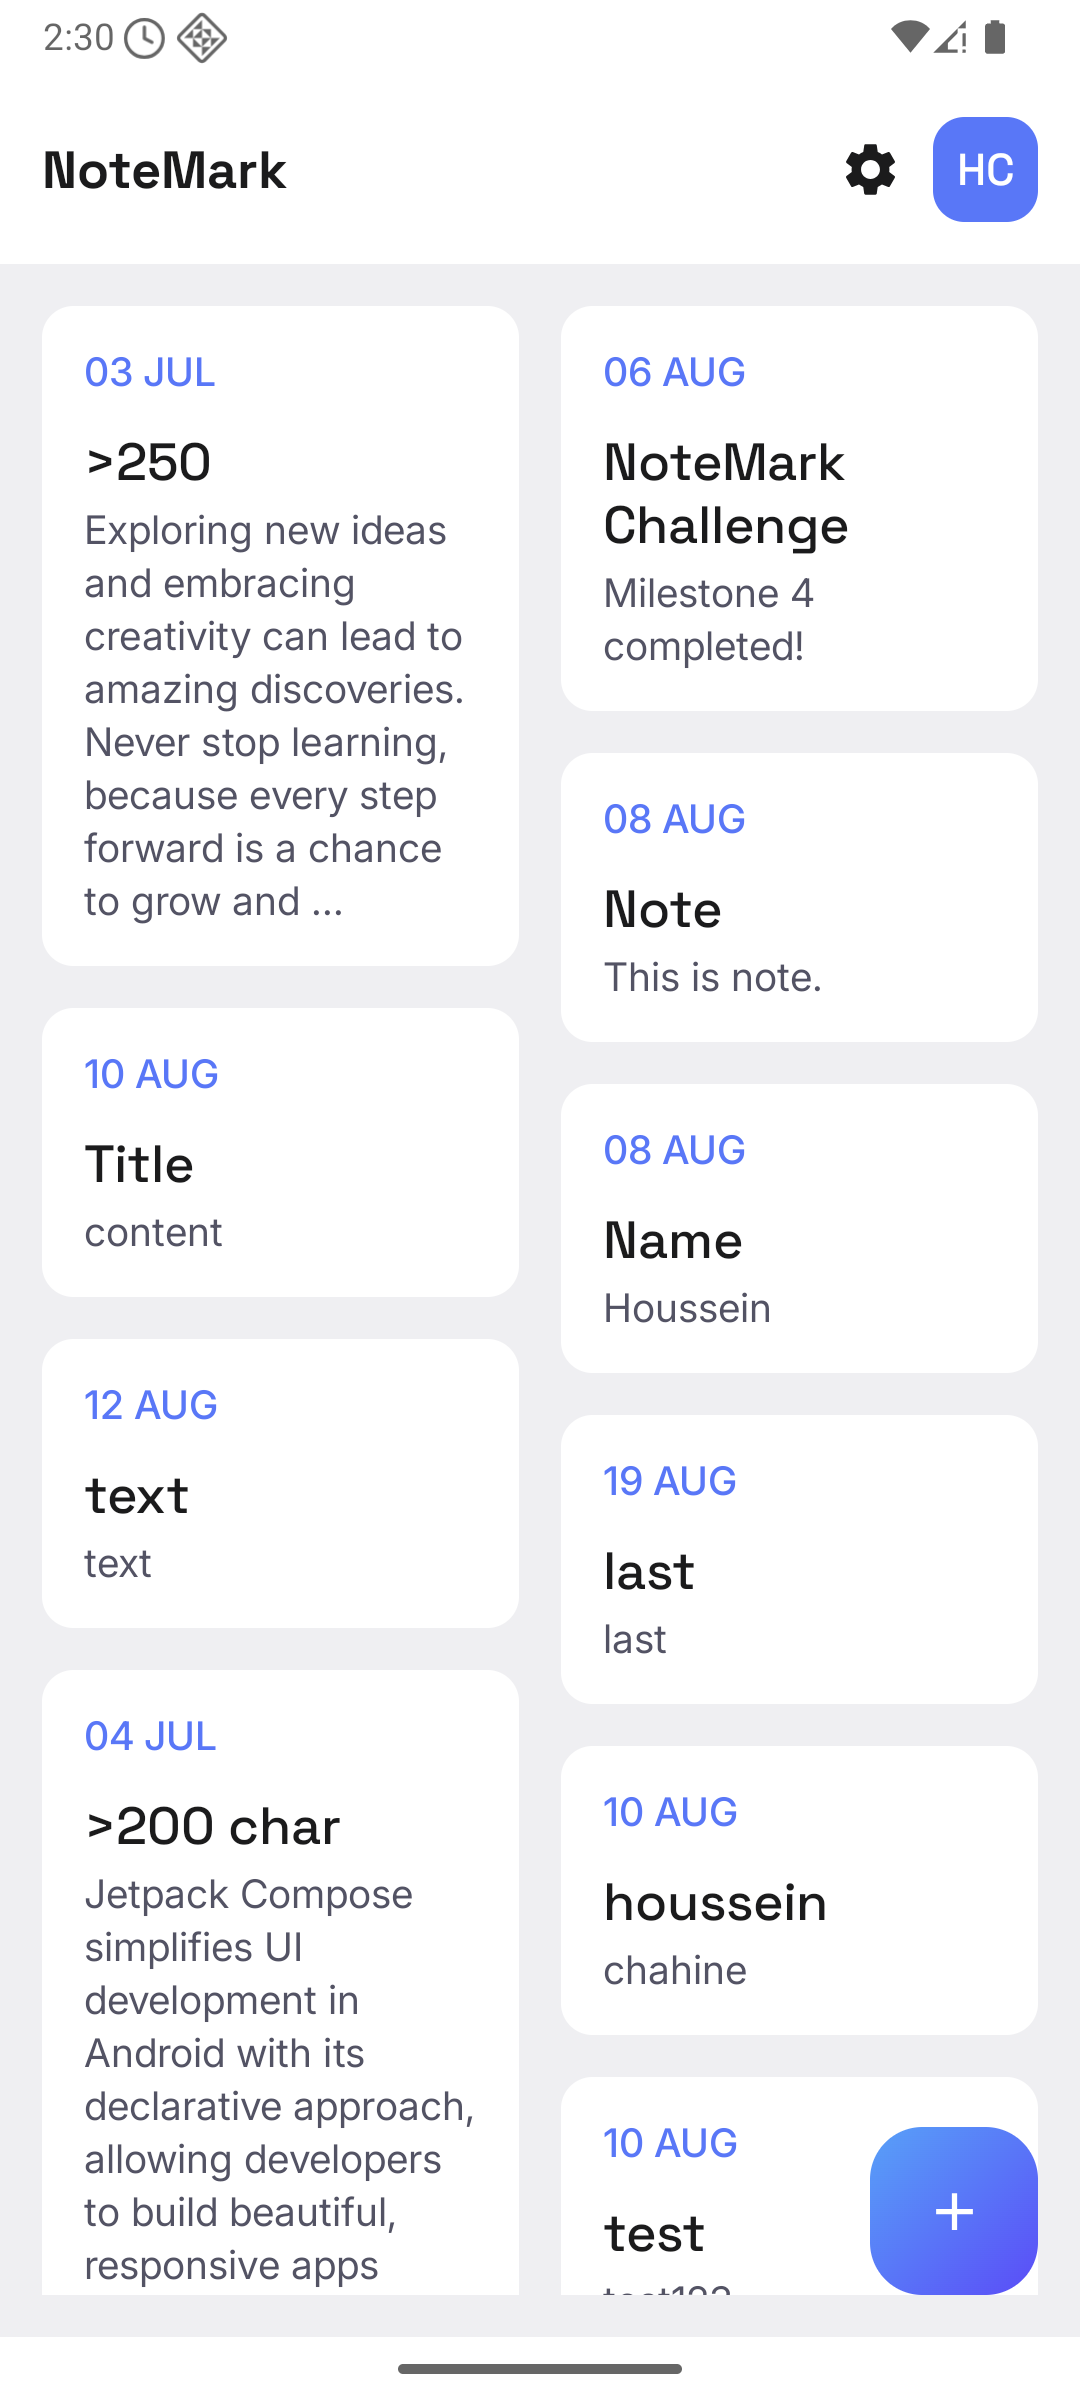 2:30
NoteMark
HC
03 JUL
>250
Exploring new ideas
and embracing
creativity can lead to
amazing discoveries.
Never stop learning,
because every step
forward is a chance
to grow and ...
10 AUG
Title
content
12 AUG
text
text
04 JUL
>200 char
Jetpack Compose
simplifies UI
development in
Android with its
declarative approach,
allowing developers
to build beautiful,
responsive apps
06 AUG
NoteMark
Challenge
Milestone 4
completed!
08 AUG
Note
This is note.
08 AUG
Name
Houssein
19 AUG
last
last
10 AUG
houssein
chahine
10 AUG
test